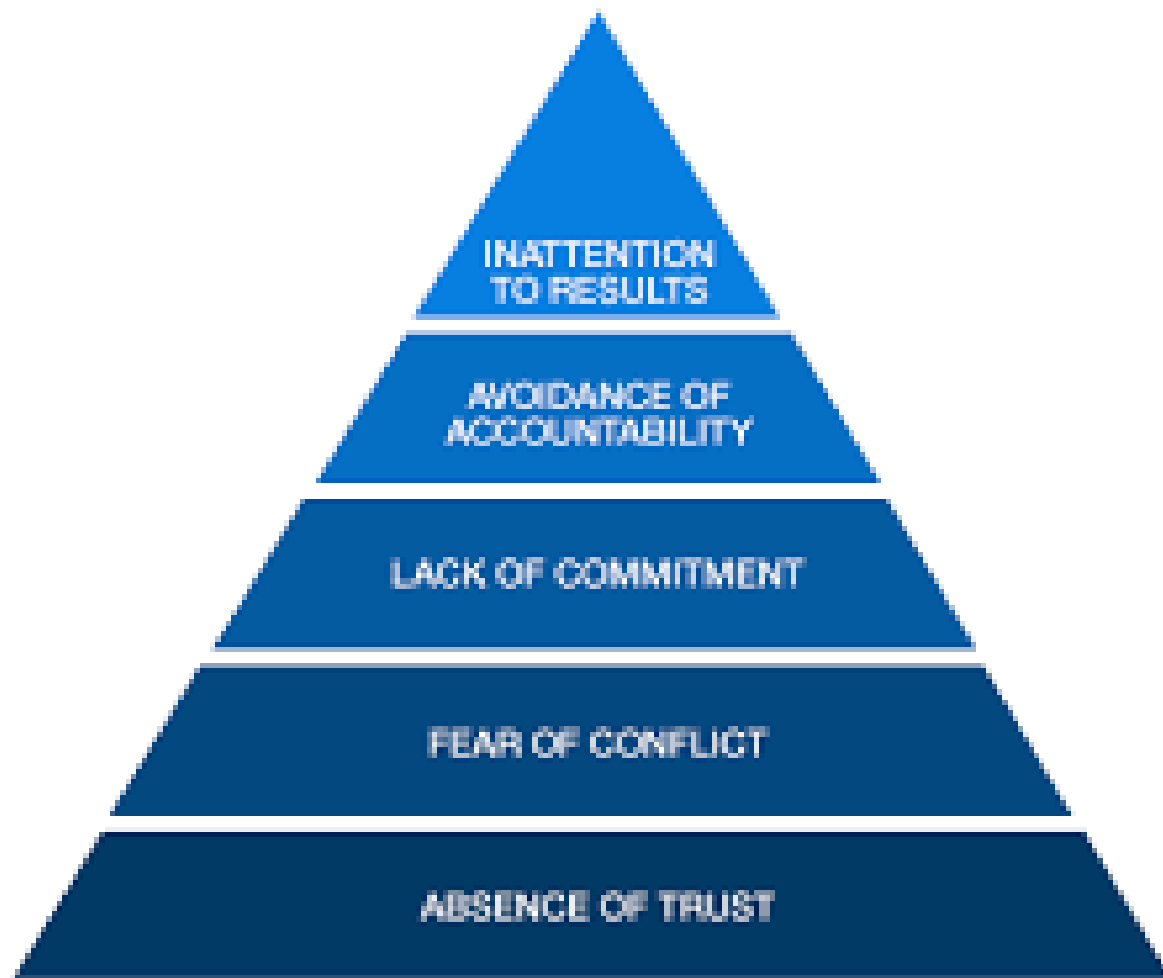 INATTENTION
TO RESULTS
AVOIDANCE OF
ACCOUNTABILITY
LACK OF COMMITMENT
FEAR OF CONFLICT
ABSENCE OF TRUST